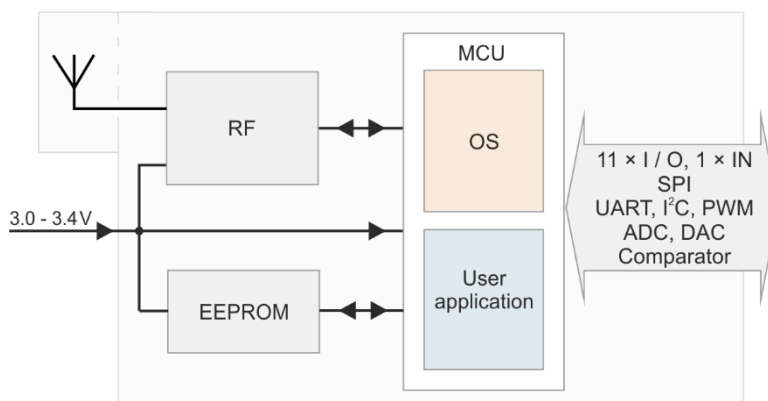 MCU
RF
OS
11 × I / O, 1 × IN
SPI
UART, I²C, PWM
ADC, DAC
Comparator
3.0 - 3.4 V
EEPROM
User
application